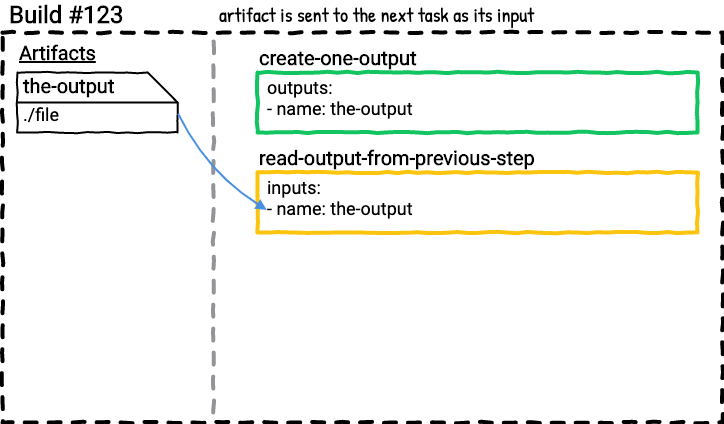 Build #123
artifact is sent to the next task as its input
Artifacts
the-output
./file
create-one-output
outputs:
- name: the-output
read-output-from-previous-step
inputs:
- name: the-output